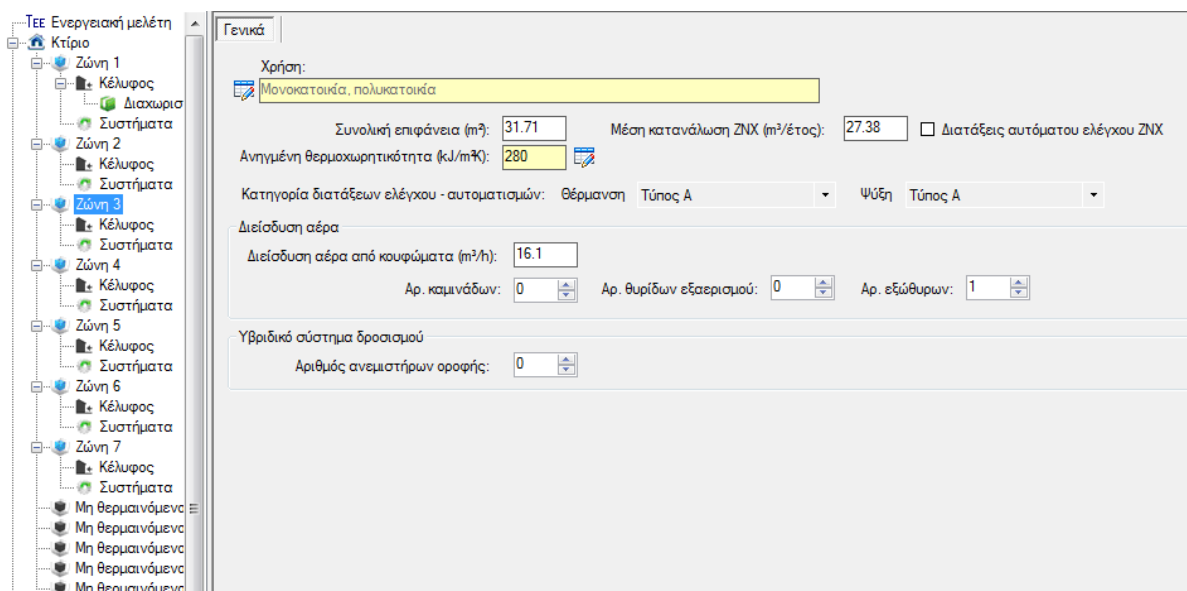 TEE Ενεργειακή μελέτη
Κτίριο
Ζώνη 1
Κέλυφος
Διαχωρισ
Συστήματα
Ζώνη 2
Κέλυφος
Συστήματα
Ζώνη 3
Κέλυφος
Συστήματα
Ζώνη 4
Κέλυφος
Συστήματα
Ζώνη 5
Κέλυφος
Συστήματα
Ζώνη 6
Κέλυφος
Συστήματα
Ζώνη 7
Κέλυφος
Συστήματα
Μη θερμαινόμενο
Μη θερμαινόμενο
Μη θερμαινόμενο
Μη θερμαινόμενο
Μη θερμαινόμενο
Γενικά
Χρήση:
Μονοκατοικία, πολυκατοικία
Συνολική επιφάνεια (m²): 31.71 Μέση κατανάλωση ΖΝΧ (m³/έτος): 27.38 Διατάξεις αυτόματου ελέγχου ΖΝΧ
Ανηγμένη θερμοχωρητικότητα (kJ/m²K): 280
Κατηγορία διατάξεων ελέγχου - αυτοματισμών: Θέρμανση Τύπος Α Ψύξη Τύπος Α
Διείσδυση αέρα
Διείσδυση αέρα από κουφώματα (m³/h): 16.1
Αρ. καμινάδων: 0 Αρ. θυρίδων εξαερισμού: 0 Αρ. εξώθυρων: 1
Υβριδικό σύστημα δροσισμού
Αριθμός ανεμιστήρων οροφής: 0